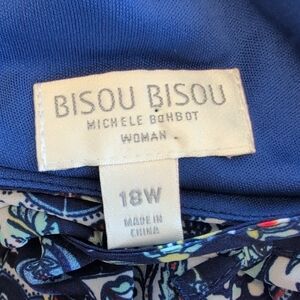 BISOU BISOU
MICHELE BOHBOT
WOMAN
18W
MADE IN
CHINA